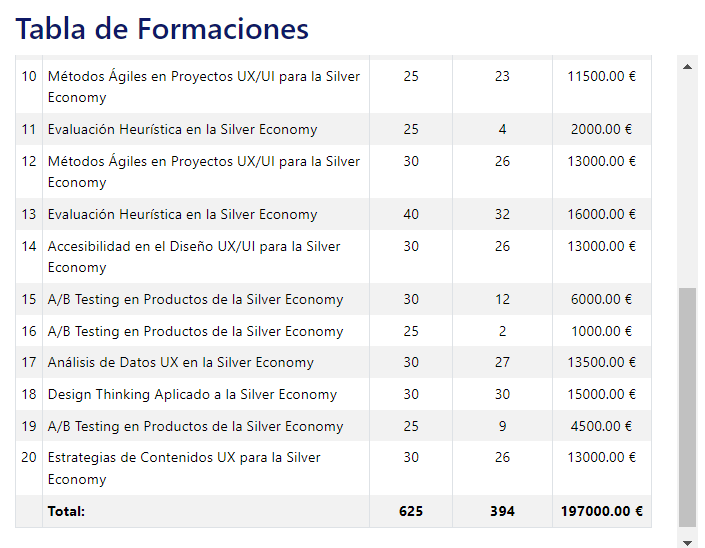 Tabla de Formaciones
10 Métodos Ágiles en Proyectos UX/UI para la Silver 25 23 11500.00 €
Economy
11 Evaluación Heurística en la Silver Economy 25 4 2000.00 €
12 Métodos Ágiles en Proyectos UX/UI para la Silver 30 26 13000.00 €
Economy
13 Evaluación Heurística en la Silver Economy 40 32 16000.00 €
14 Accesibilidad en el Diseño UX/UI para la Silver 30 26 13000.00 €
Economy
15 A/B Testing en Productos de la Silver Economy 30 12 6000.00 €
16 A/B Testing en Productos de la Silver Economy 25 2 1000.00 €
17 Análisis de Datos UX en la Silver Economy 30 27 13500.00 €
18 Design Thinking Aplicado a la Silver Economy 30 30 15000.00 €
19 A/B Testing en Productos de la Silver Economy 25 9 4500.00 €
20 Estrategias de Contenidos UX para la Silver 30 26 13000.00 €
Economy
Total: 625 394 197000.00 €